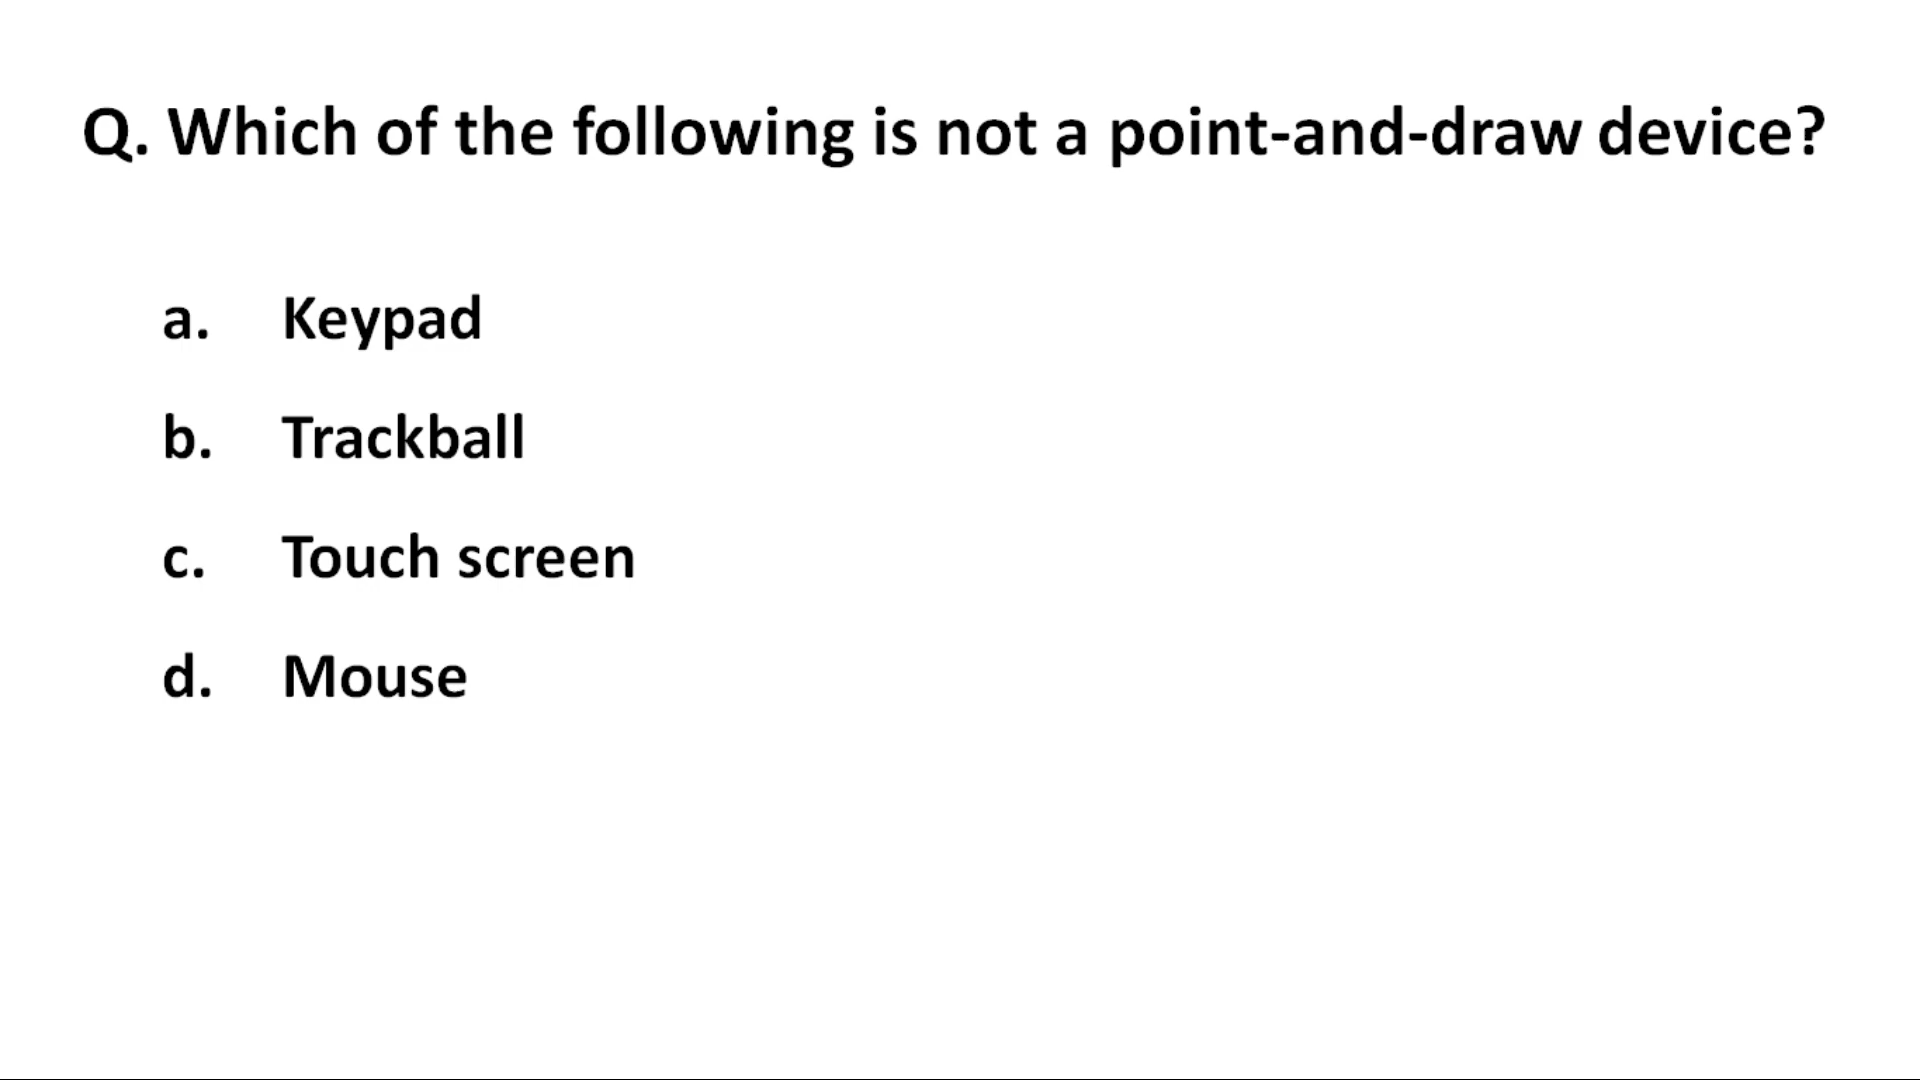 Q. Which of the following is not a point-and-draw device?
a. Keypad
b. Trackball
c. Touch screen
d. Mouse